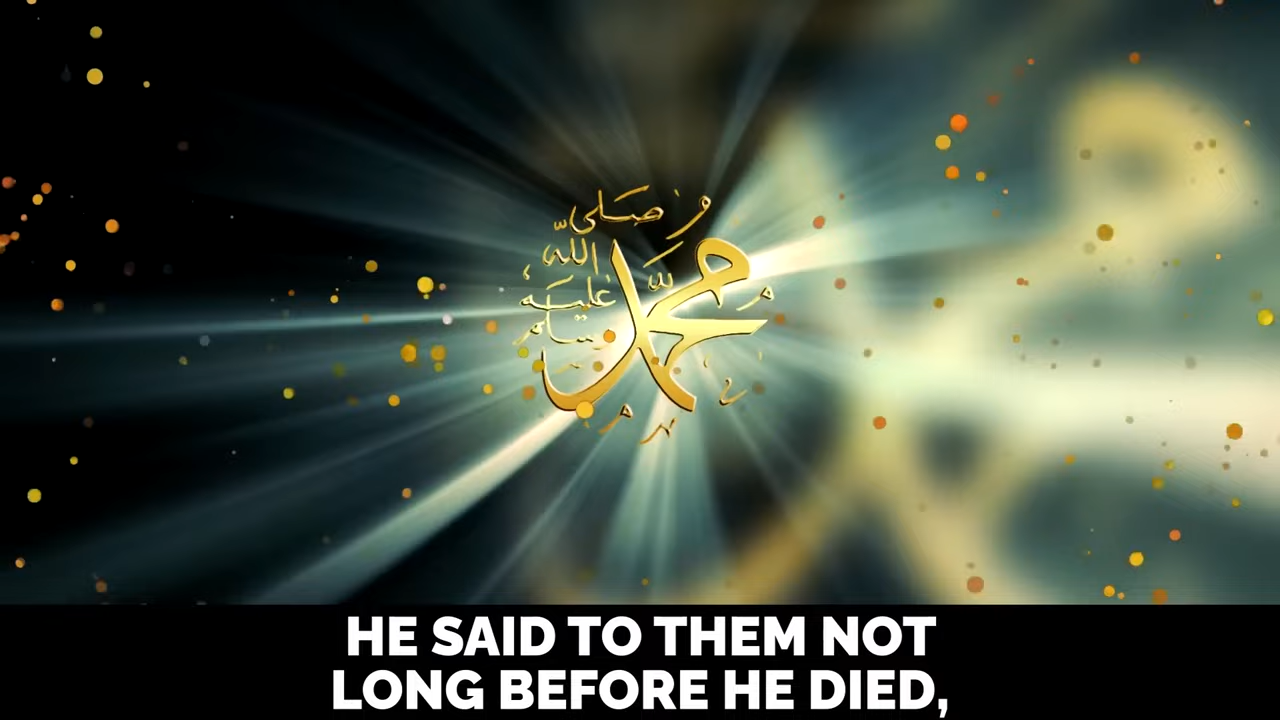 صلى
الله
عليه
وسلم
محمد
HE SAID TO THEM NOT
LONG BEFORE HE DIED,